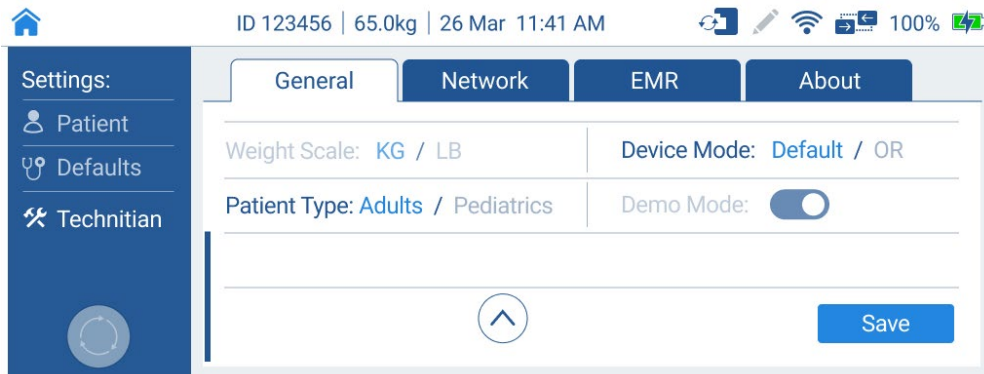 ID 123456 | 65.0kg | 26 Mar 11:41 AM 100%
Settings:
General Network EMR About
Patient
Weight Scale: KG / LB Device Mode: Default / OR
Defaults
Patient Type: Adults / Pediatrics Demo Mode:
Technitian
Save